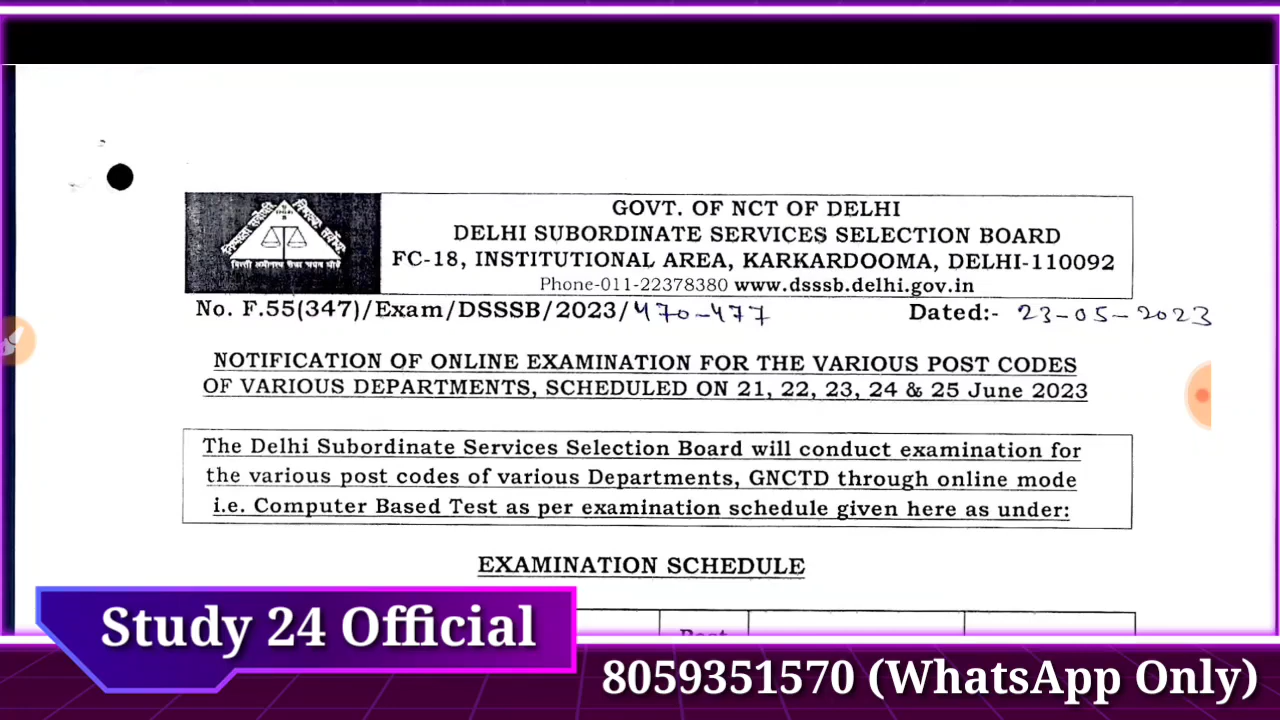 GOVT. OF NCT OF DELHI
DELHI SUBORDINATE SERVICES SELECTION BOARD
FC-18, INSTITUTIONAL AREA, KARKARDOOMA, DELHI-110092
Phone-011-22378380 www.dsssb.delhi.gov.in
No. F.55(347)/Exam/DSSSB/2023/470-477 Dated:- 23-05-2023
NOTIFICATION OF ONLINE EXAMINATION FOR THE VARIOUS POST CODES
OF VARIOUS DEPARTMENTS, SCHEDULED ON 21, 22, 23, 24 & 25 June 2023
The Delhi Subordinate Services Selection Board will conduct examination for
the various post codes of various Departments, GNCTD through online mode
i.e. Computer Based Test as per examination schedule given here as under:
EXAMINATION SCHEDULE
Post
Study 24 Official
8059351570 (WhatsApp Only)